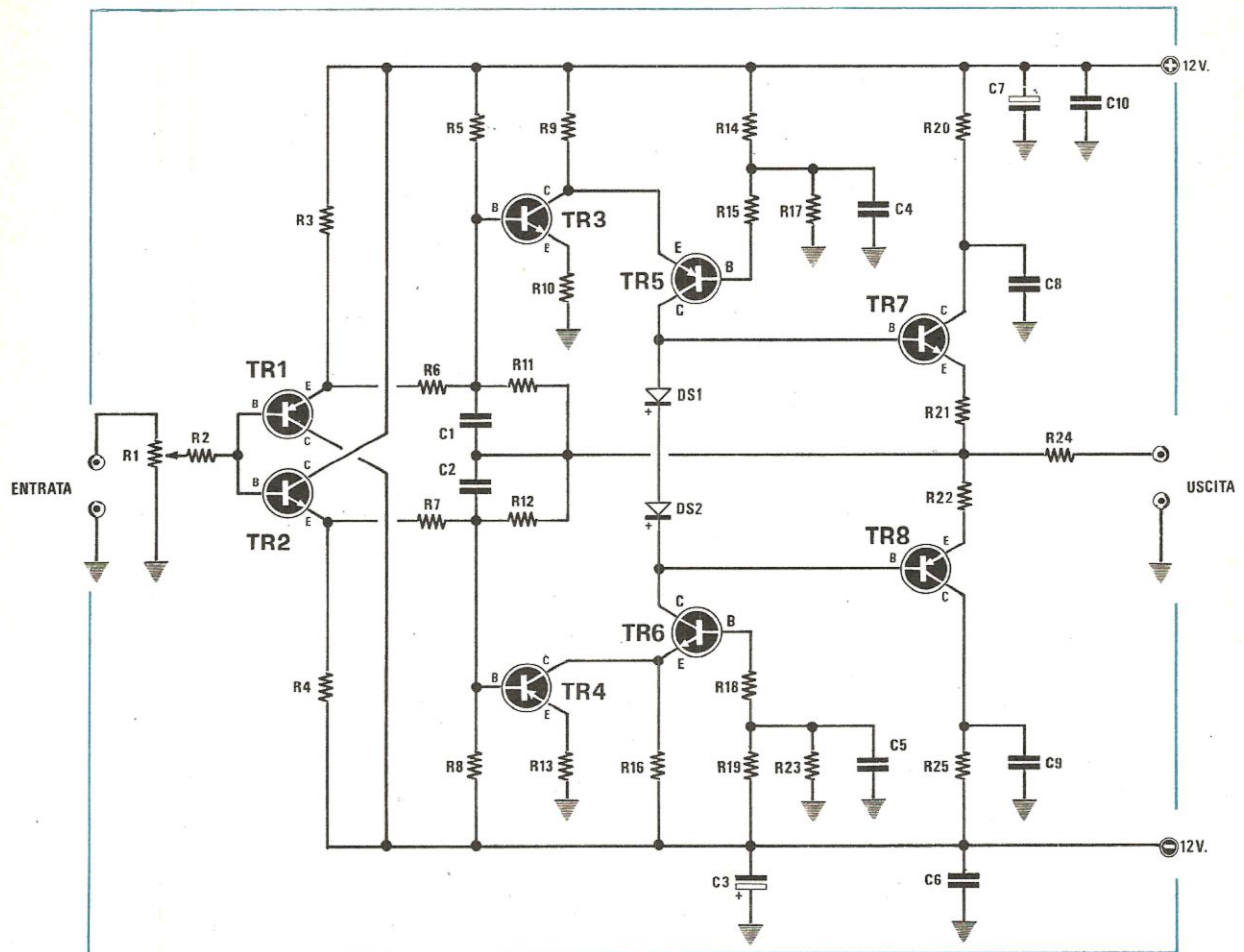 12 V.
C7
C10
R5
R9
R14
R20
R3
C
B
TR3
E
R15
R17
C4
R10
E
TR5
B
C
TR7
C
B
E
C8
TR1
E
B
C
R6
R11
DS1
R21
R1
R2
C1
R24
ENTRATA
C
B
E
TR2
C2
R7
R12
DS2
R22
USCITA
TR8
E
B
C
C
B
TR6
E
R4
C
B
TR4
E
R18
R8
R13
R16
R19
R23
C5
R25
C9
12 V.
C3
+
C6
+
+